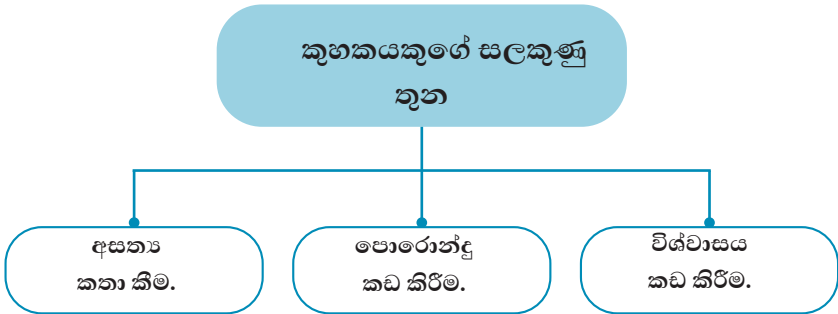 කුහකයකුගේ සලකුණු
තුන
අසත්‍ය
කතා කීම.
පොරොන්දු
කඩ කිරීම.
විශ්වාසය
කඩ කිරීම.